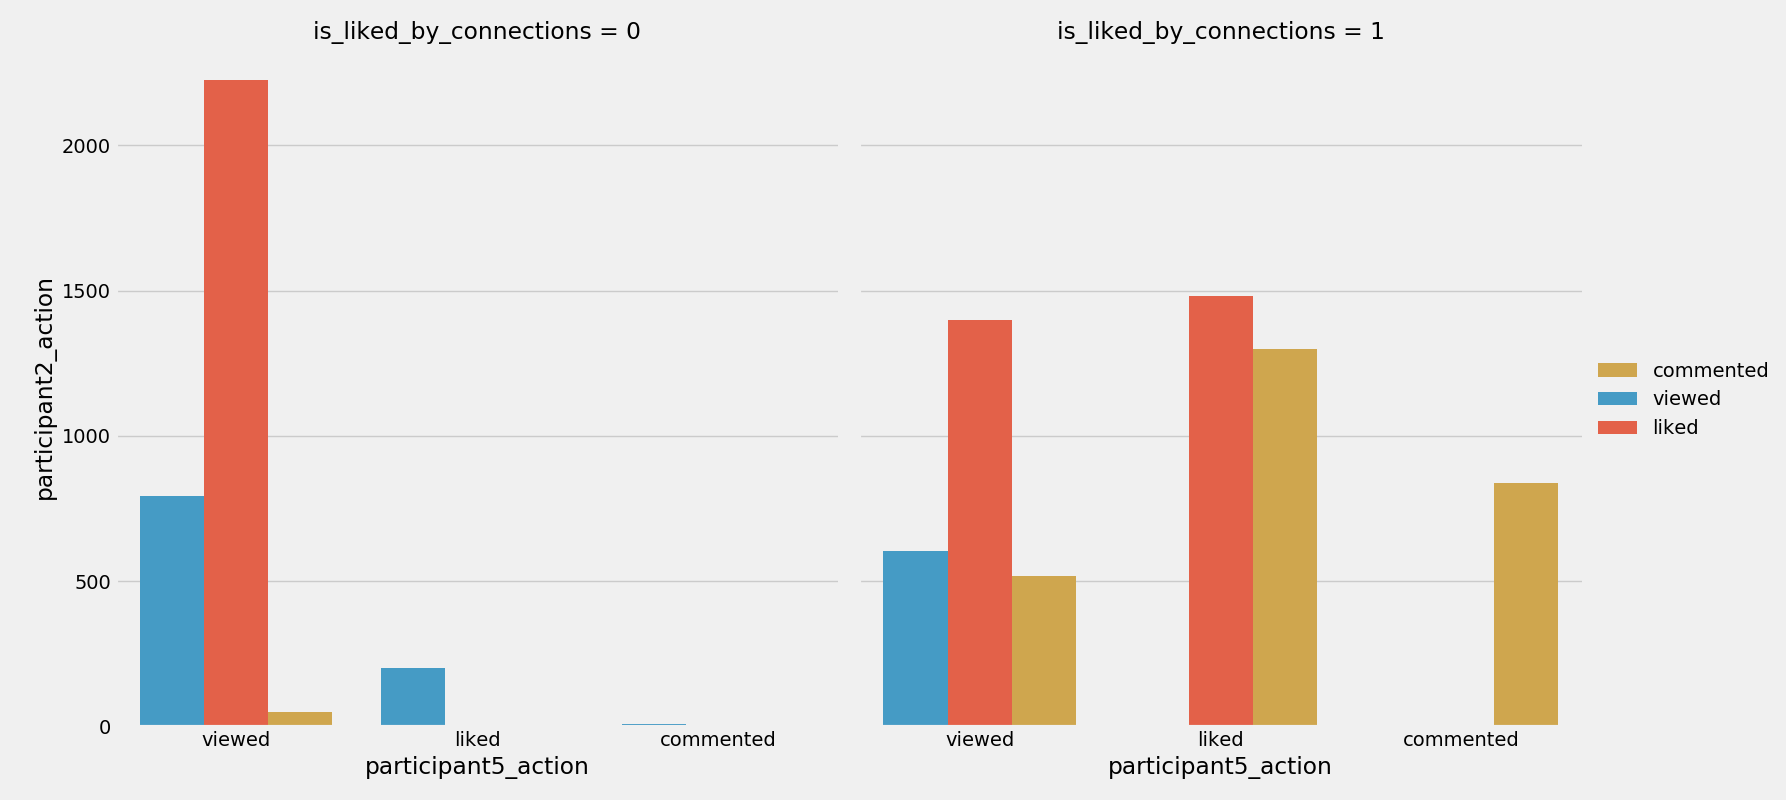 is_liked_by_connections = 0
is_liked_by_connections = 1
participant2_action
2000
1500
1000
500
0
viewed
liked
commented
participant5_action
viewed
liked
commented
participant5_action
commented
viewed
liked